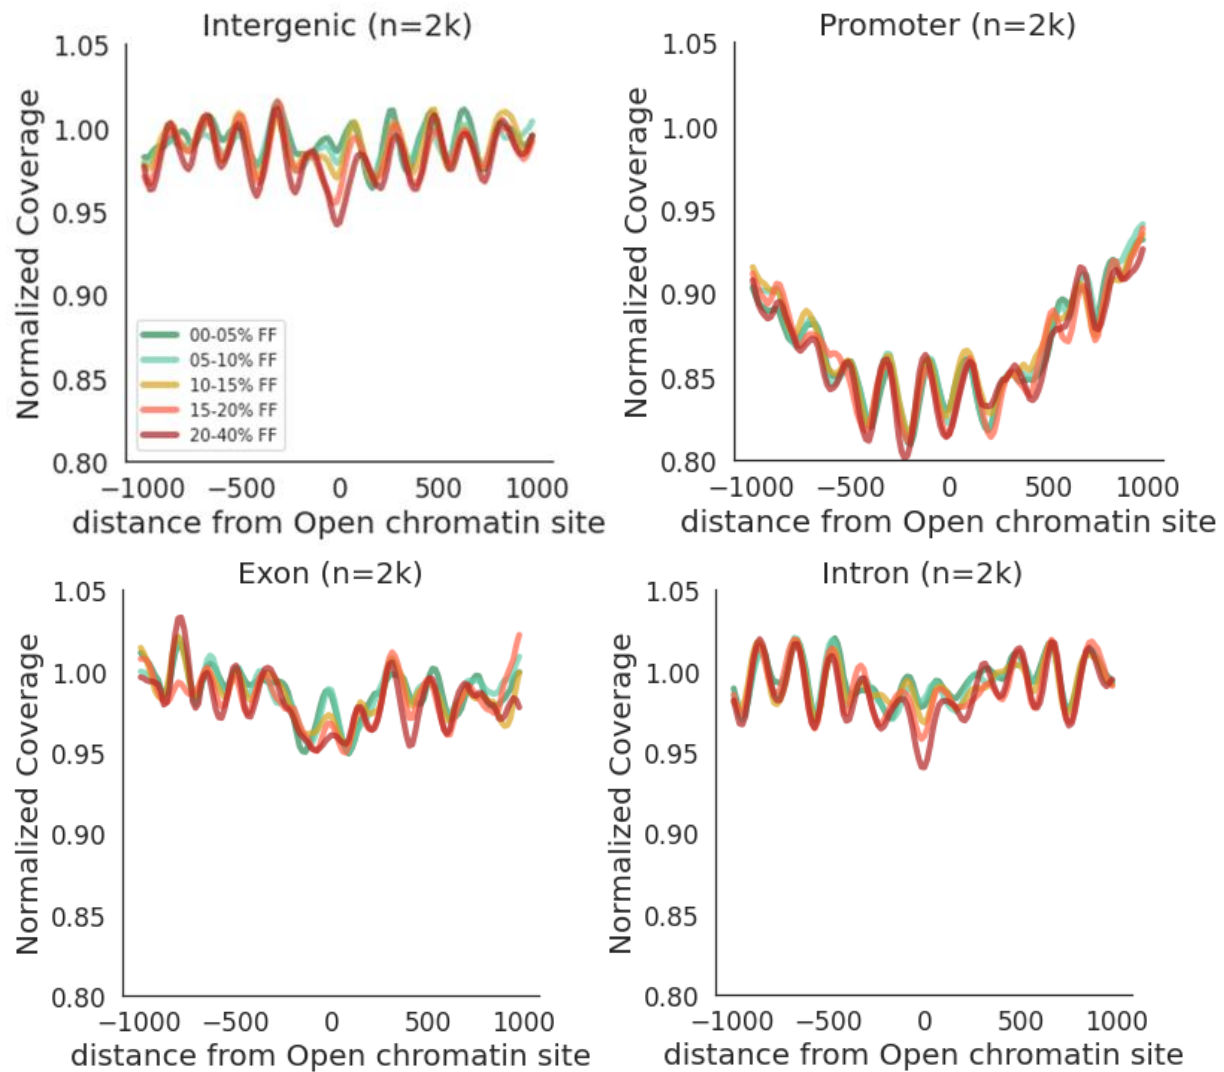 Intergenic (n=2k)
1.05
1.00
0.95
0.90
0.85
0.80
Normalized Coverage
00-05% FF
05-10% FF
10-15% FF
15-20% FF
20-40% FF
−1000 −500 0 500 1000
distance from Open chromatin site
Promoter (n=2k)
1.05
1.00
0.95
0.90
0.85
0.80
Normalized Coverage
−1000 −500 0 500 1000
distance from Open chromatin site
Exon (n=2k)
1.05
1.00
0.95
0.90
0.85
0.80
Normalized Coverage
−1000 −500 0 500 1000
distance from Open chromatin site
Intron (n=2k)
1.05
1.00
0.95
0.90
0.85
0.80
Normalized Coverage
−1000 −500 0 500 1000
distance from Open chromatin site